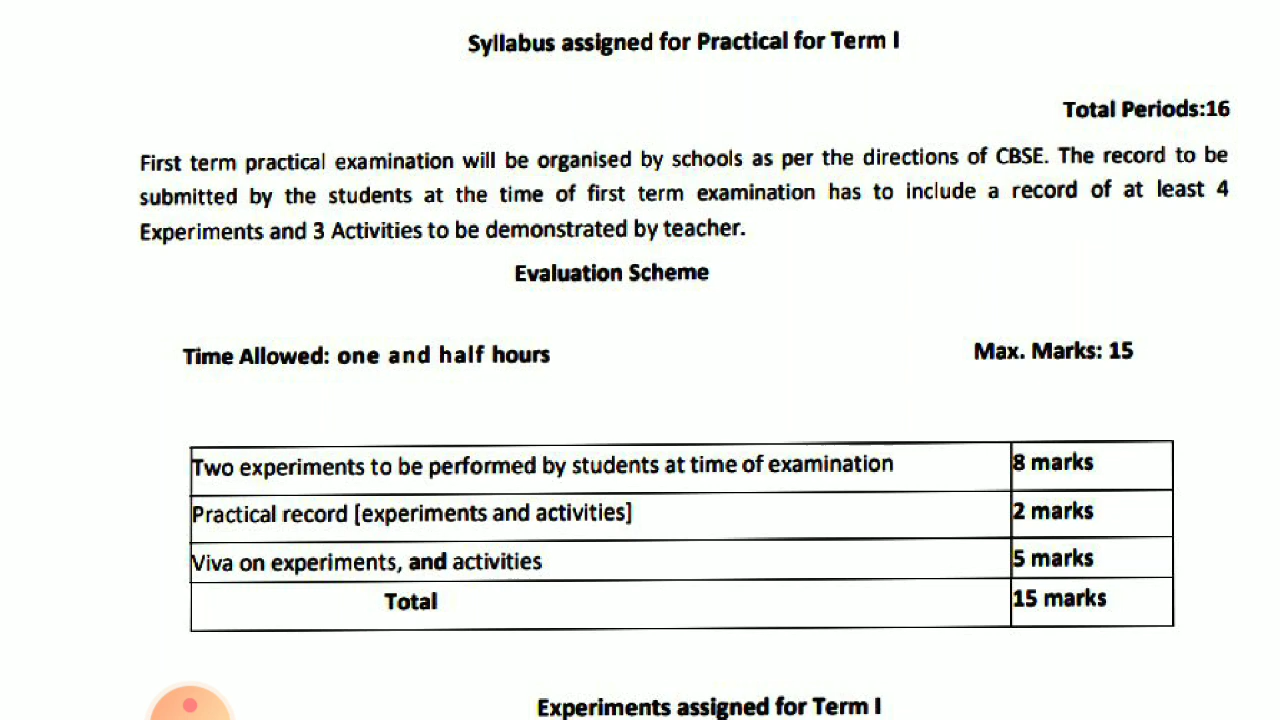 Syllabus assigned for Practical for Term I
Total Periods:16
First term practical examination will be organised by schools as per the directions of CBSE. The record to be
submitted by the students at the time of first term examination has to include a record of at least 4
Experiments and 3 Activities to be demonstrated by teacher.
Evaluation Scheme
Time Allowed: one and half hours Max. Marks: 15
Two experiments to be performed by students at time of examination 8 marks
Practical record [experiments and activities] 2 marks
Viva on experiments, and activities 5 marks
Total 15 marks
Experiments assigned for Term I